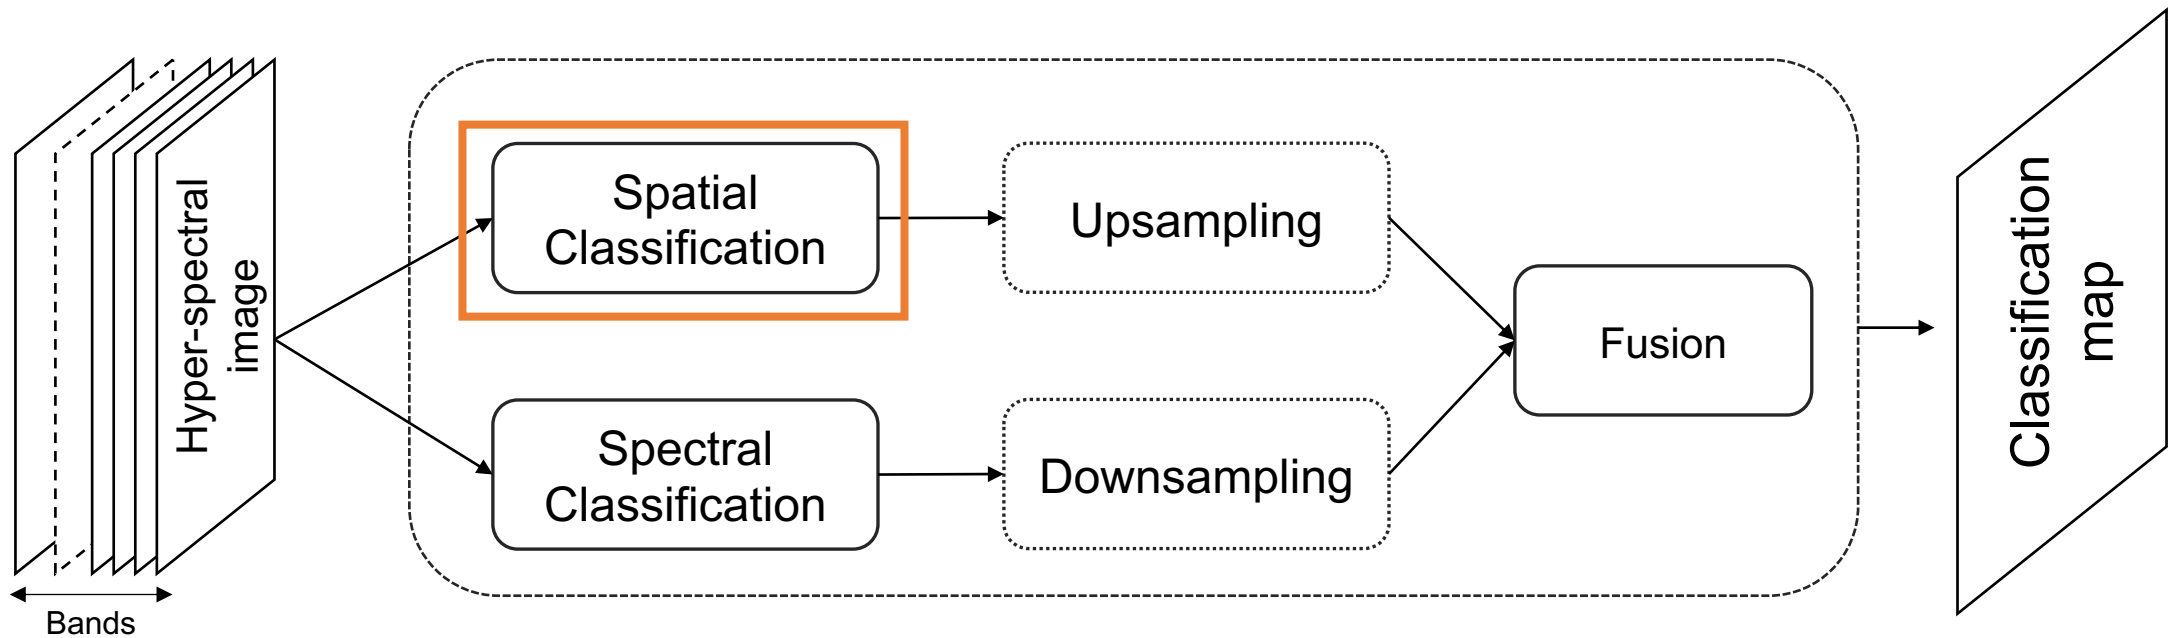 Hyper-spectral
image
Bands
Spatial
Classification
Upsampling
Spectral
Classification
Downsampling
Fusion
Classification
map